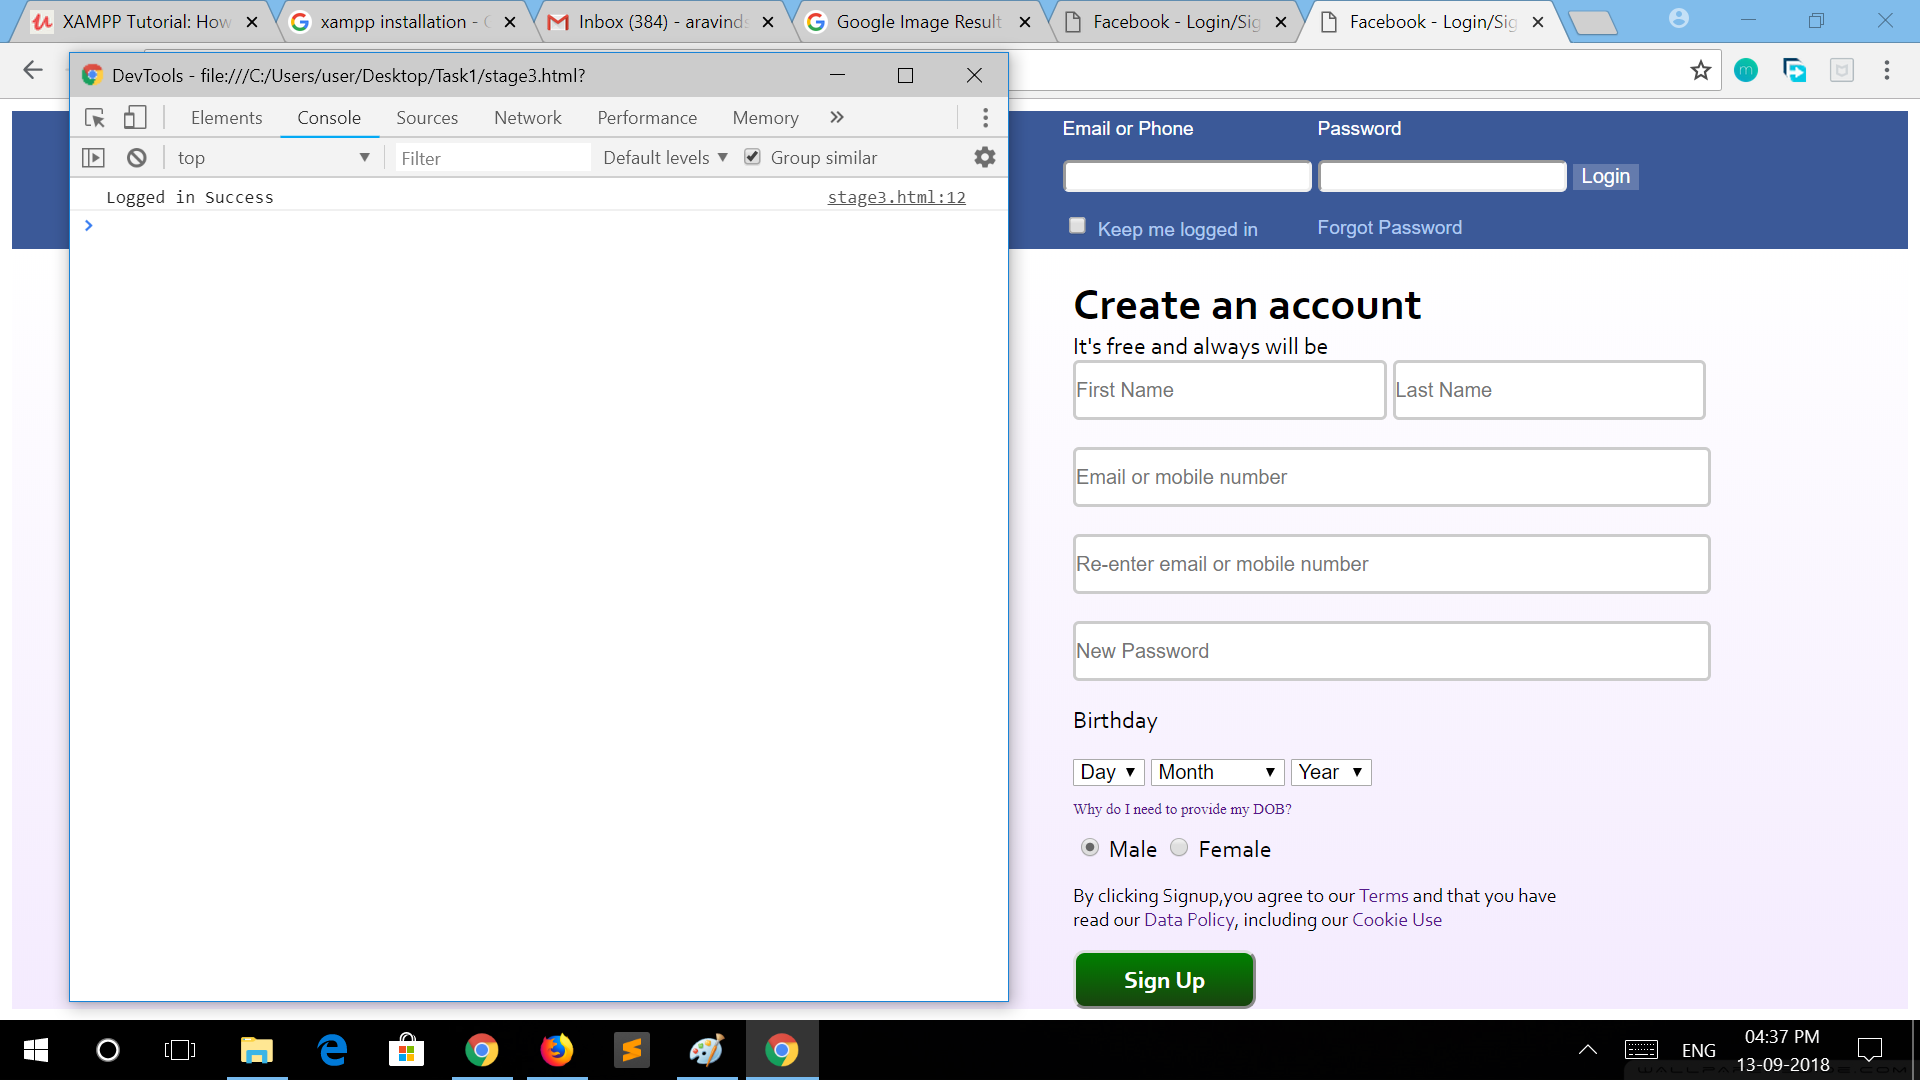 XAMPP Tutorial: How
xampp installation -
Inbox (384) - aravinds
Google Image Result
Facebook - Login/Sig
Facebook - Login/Sig
DevTools - file:///C:/Users/user/Desktop/Task1/stage3.html?
Elements Console Sources Network Performance Memory »
top Filter Default levels Group similar
Logged in Success stage3.html:12
Email or Phone Password
Login
Keep me logged in Forgot Password
Create an account
It's free and always will be
First Name Last Name
Email or mobile number
Re-enter email or mobile number
New Password
Birthday
Day Month Year
Why do I need to provide my DOB?
Male Female
By clicking Signup,you agree to our Terms and that you have
read our Data Policy, including our Cookie Use
Sign Up
ENG
04:37 PM
13-09-2018